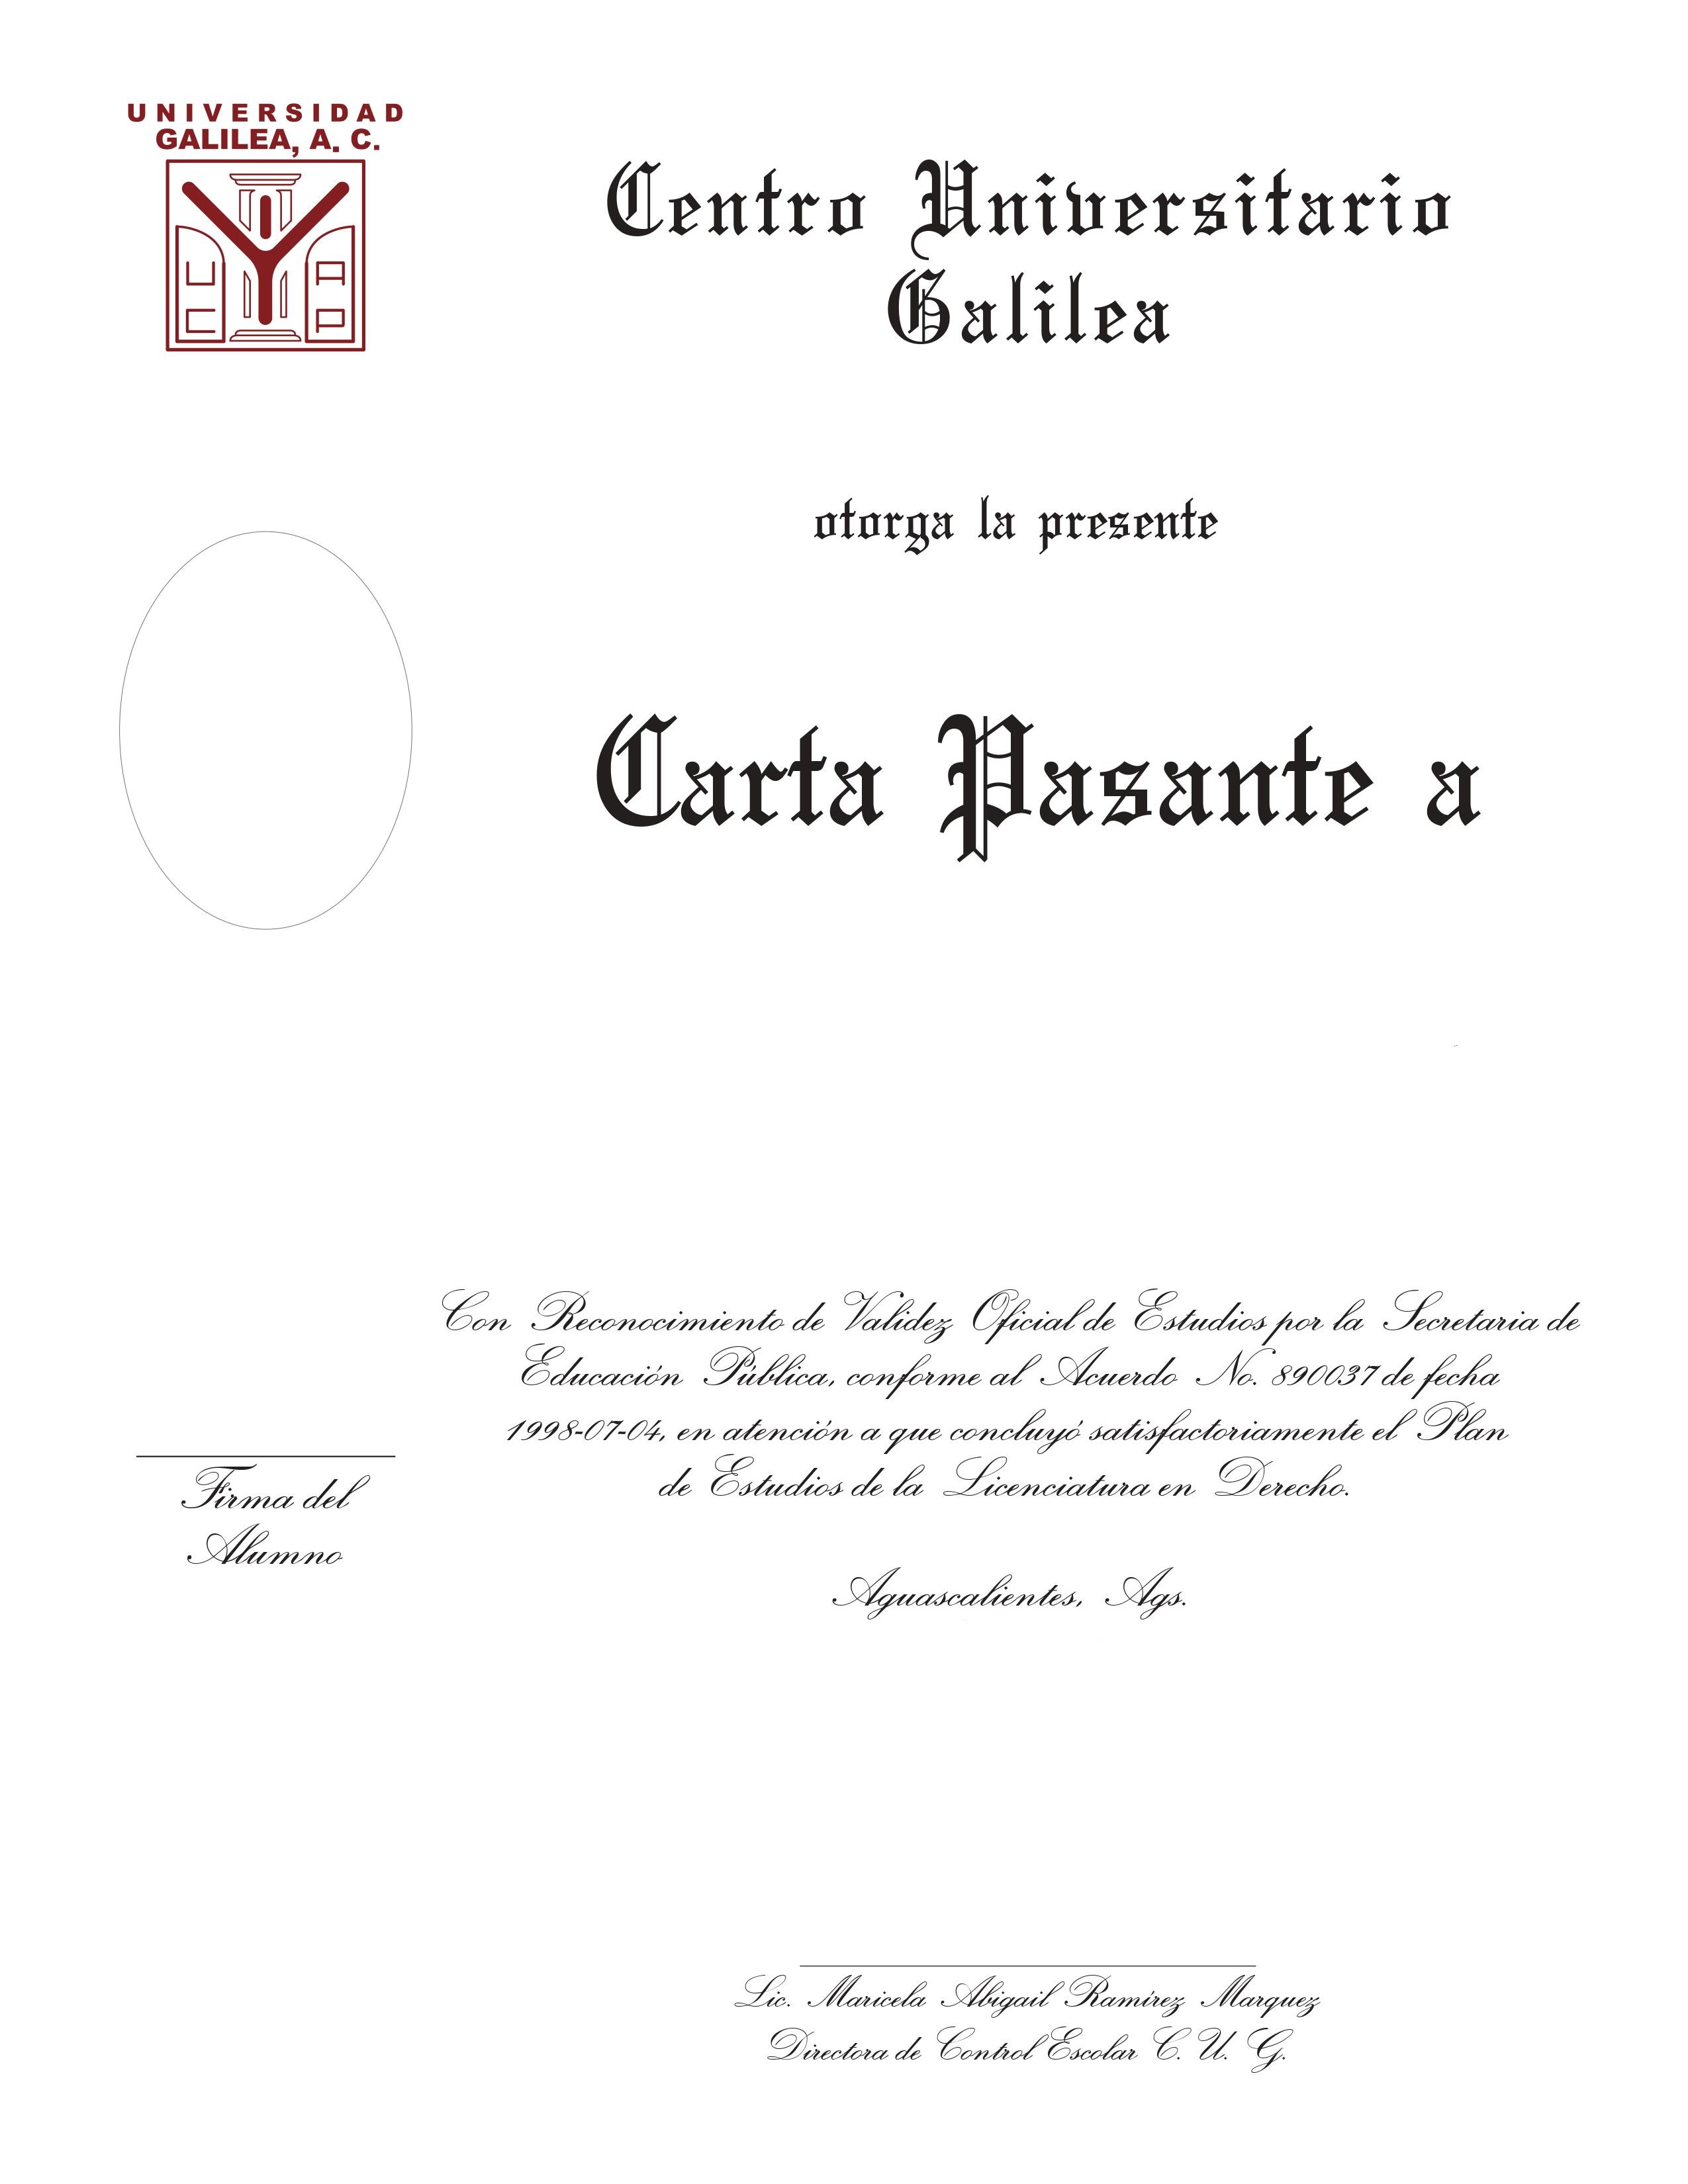 UNIVERSIDAD
GALILEA, A. C.
U A
C P
Centro Universitario
Galilea
otorga la presente
Carta Pasante a
Con Reconocimiento de Validez Oficial de Estudios por la Secretaria de
Educación Pública, conforme al Acuerdo No. 890037 de fecha
1998-07-04, en atención a que concluyó satisfactoriamente el Plan
de Estudios de la Licenciatura en Derecho.
Aguascalientes, Ags.
Firma del
Alumno
Lic. Maricela Abigail Ramírez Marquez
Directora de Control Escolar C. U. G.